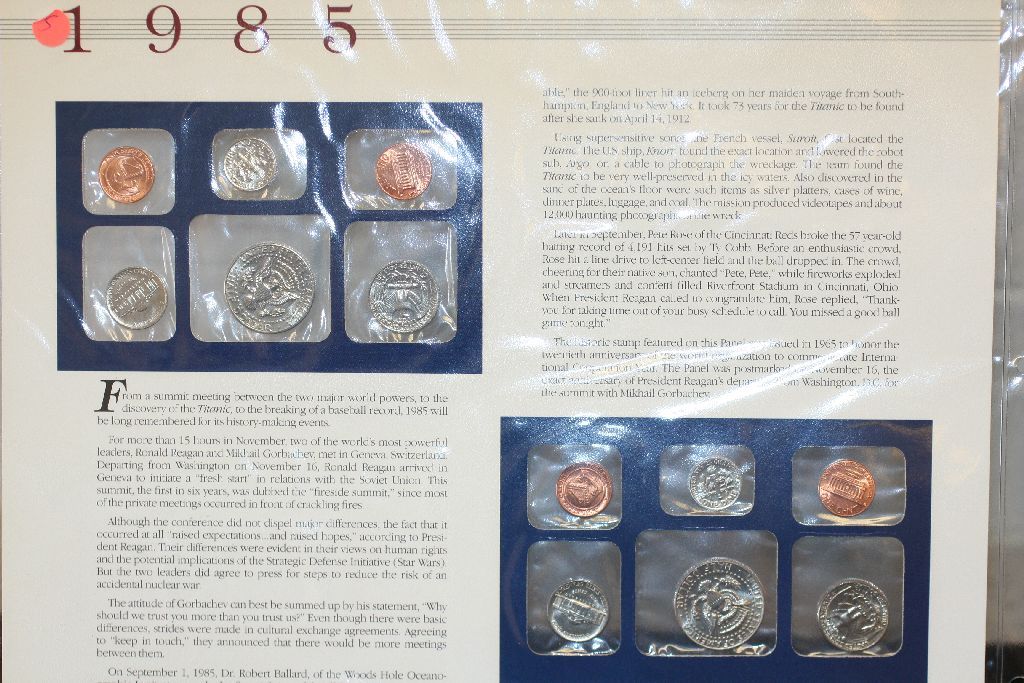 5
1 9 8 5
From a summit meeting between the two major world powers, to the
discovery of the Titanic, to the breaking of a baseball record, 1985 will
be long remembered for its history-making events.
For more than 15 hours in November, two of the world's most powerful
leaders, Ronald Reagan and Mikhail Gorbachev, met in Geneva, Switzerland.
Departing from Washington on November 16, Ronald Reagan arrived in
Geneva to initiate a "fresh start" in relations with the Soviet Union. This
summit, the first in six years, was dubbed the "fireside summit," since most
of the private meetings occurred in front of crackling fires.
Although the conference did not dispel major differences, the fact that it
occurred at all "raised expectations...and raised hopes," according to Presi-
dent Reagan. Their differences were evident in their views on human rights
and the potential implications of the Strategic Defense Initiative (Star Wars).
But the two leaders did agree to press for steps to reduce the risk of an
accidental nuclear war.
The attitude of Gorbachev can best be summed up by his statement, "Why
should we trust you more than you trust us?" Even though there were basic
differences, strides were made in cultural exchange agreements. Agreeing
to "keep in touch," they announced that there would be more meetings
between them.
On September 1, 1985, Dr. Robert Ballard, of the Woods Hole Oceano-
able," the 900-foot liner hit an iceberg on her maiden voyage from South-
hampton, England to New York. It took 73 years for the Titanic to be found
after she sank on April 14, 1912.
Using supersensitive sonar, the French vessel, Suroit, first located the
Titanic. The U.S. ship, Knorr, found the exact location and lowered the robot
sub, Argo, on a cable to photograph the wreckage. The team found the
Titanic to be very well-preserved in the icy waters. Also discovered in the
sand of the ocean's floor were such items as silver platters, cases of wine,
dinner plates, luggage, and coal. The mission produced videotapes and about
12,000 haunting photographs of the wreck.
Later in September, Pete Rose of the Cincinnati Reds broke the 57 year-old
batting record of 4,191 hits set by Ty Cobb. Before an enthusiastic crowd,
Rose hit a line drive to left-center field and the ball dropped in. The crowd,
cheering for their native son, chanted "Pete, Pete," while fireworks exploded
and streamers and confetti filled Riverfront Stadium in Cincinnati, Ohio.
When President Reagan called to congratulate him, Rose replied, "Thank-
you for taking time out of your busy schedule to call. You missed a good ball
game tonight."
The historic stamp featured on this Panel was issued in 1965 to honor the
twentieth anniversary of the world organization to commemorate Interna-
tional Cooperation Year. The Panel was postmarked on November 16, the
exact anniversary of President Reagan's departure from Washington, D.C. for
the summit with Mikhail Gorbachev.